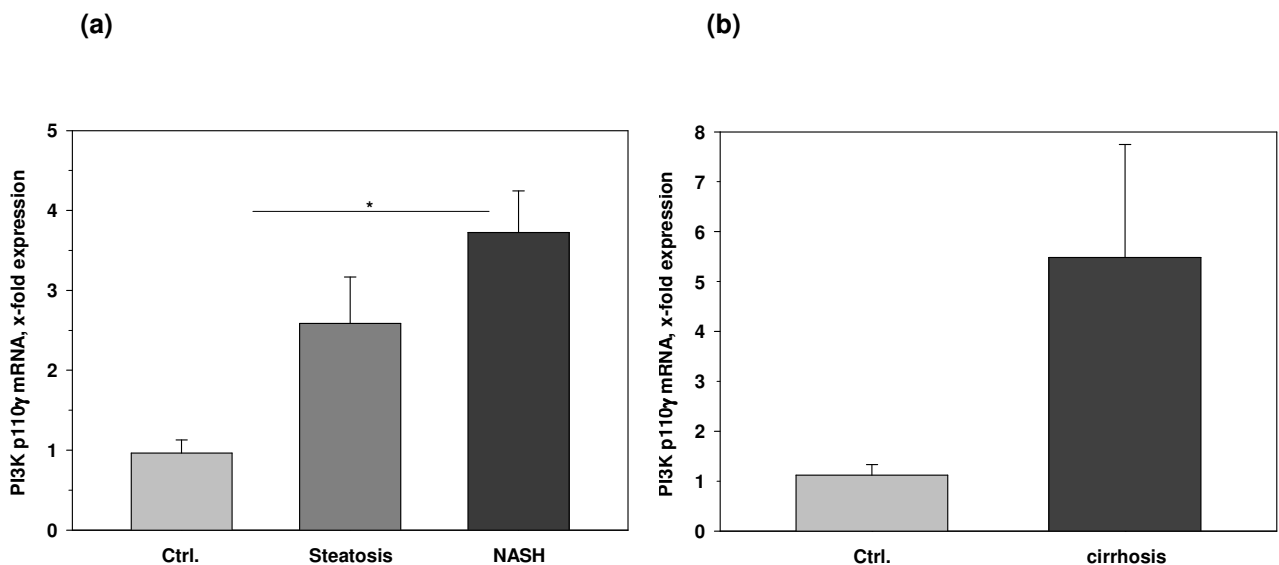 (a)
(b)
PI3K p110γ mRNA, x-fold expression
5
4
3
2
1
0
*
Ctrl.
Steatosis
NASH
PI3K p110γ mRNA, x-fold expression
8
7
6
5
4
3
2
1
0
Ctrl.
cirrhosis